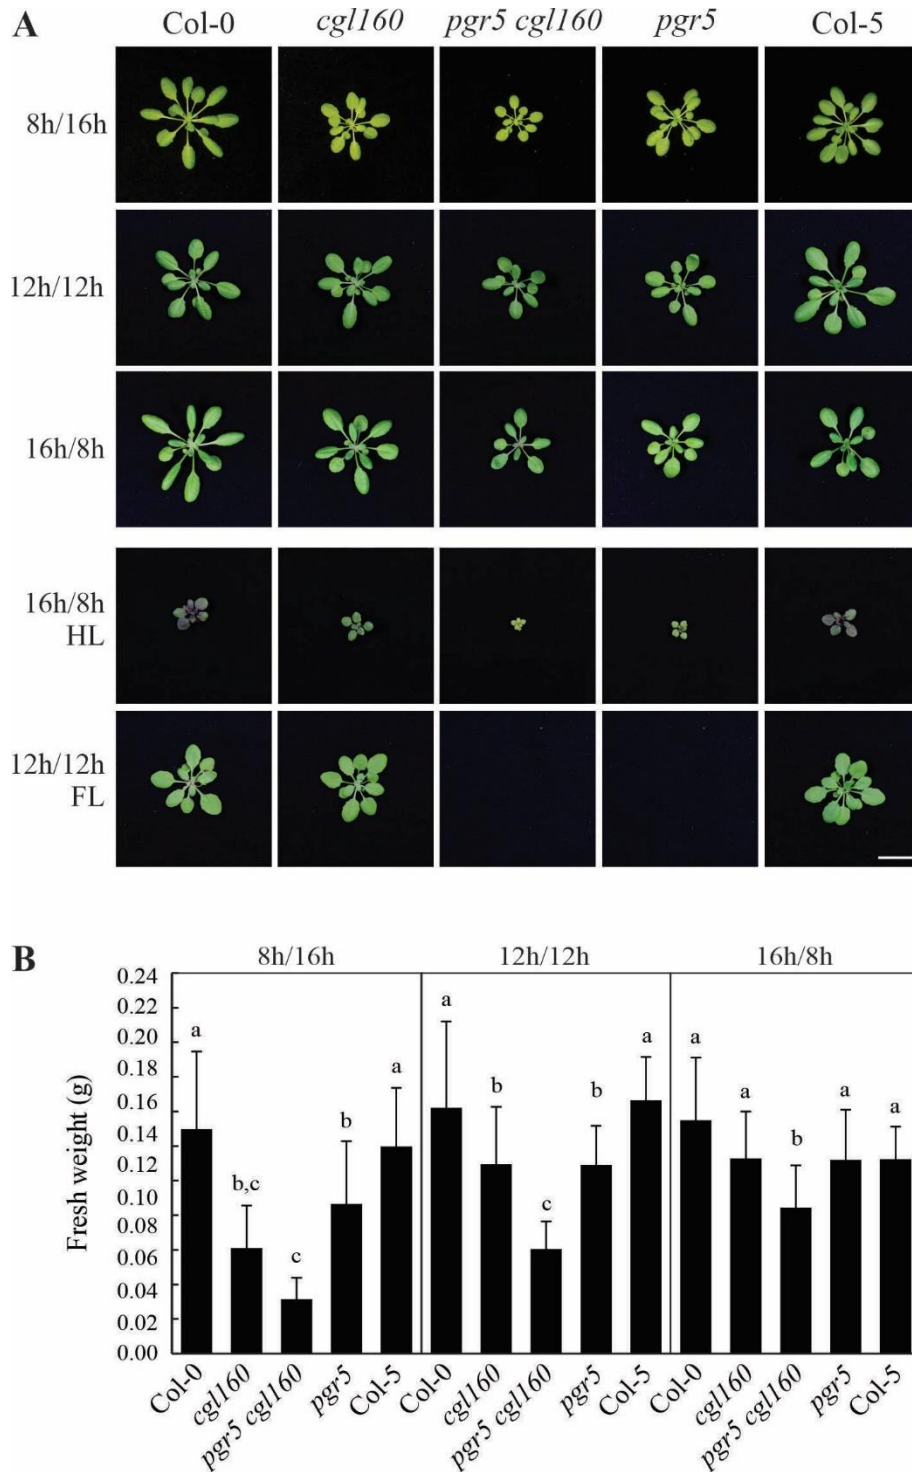 A
Col-0 cgl160 pgr5 cgl160 pgr5 Col-5
8h/16h
12h/12h
16h/8h
16h/8h
HL
12h/12h
FL
B
8h/16h 12h/12h 16h/8h
Fresh weight (g)
0.24
0.22
0.20
0.18
0.16
0.14
0.12
0.10
0.08
0.06
0.04
0.02
0.00
a b,c c b a a b c b a a a b a a
Col-0 cgl160 pgr5 cgl160 pgr5 Col-5 Col-0 cgl160 pgr5 cgl160 pgr5 Col-5 Col-0 cgl160 pgr5 cgl160 pgr5 Col-5